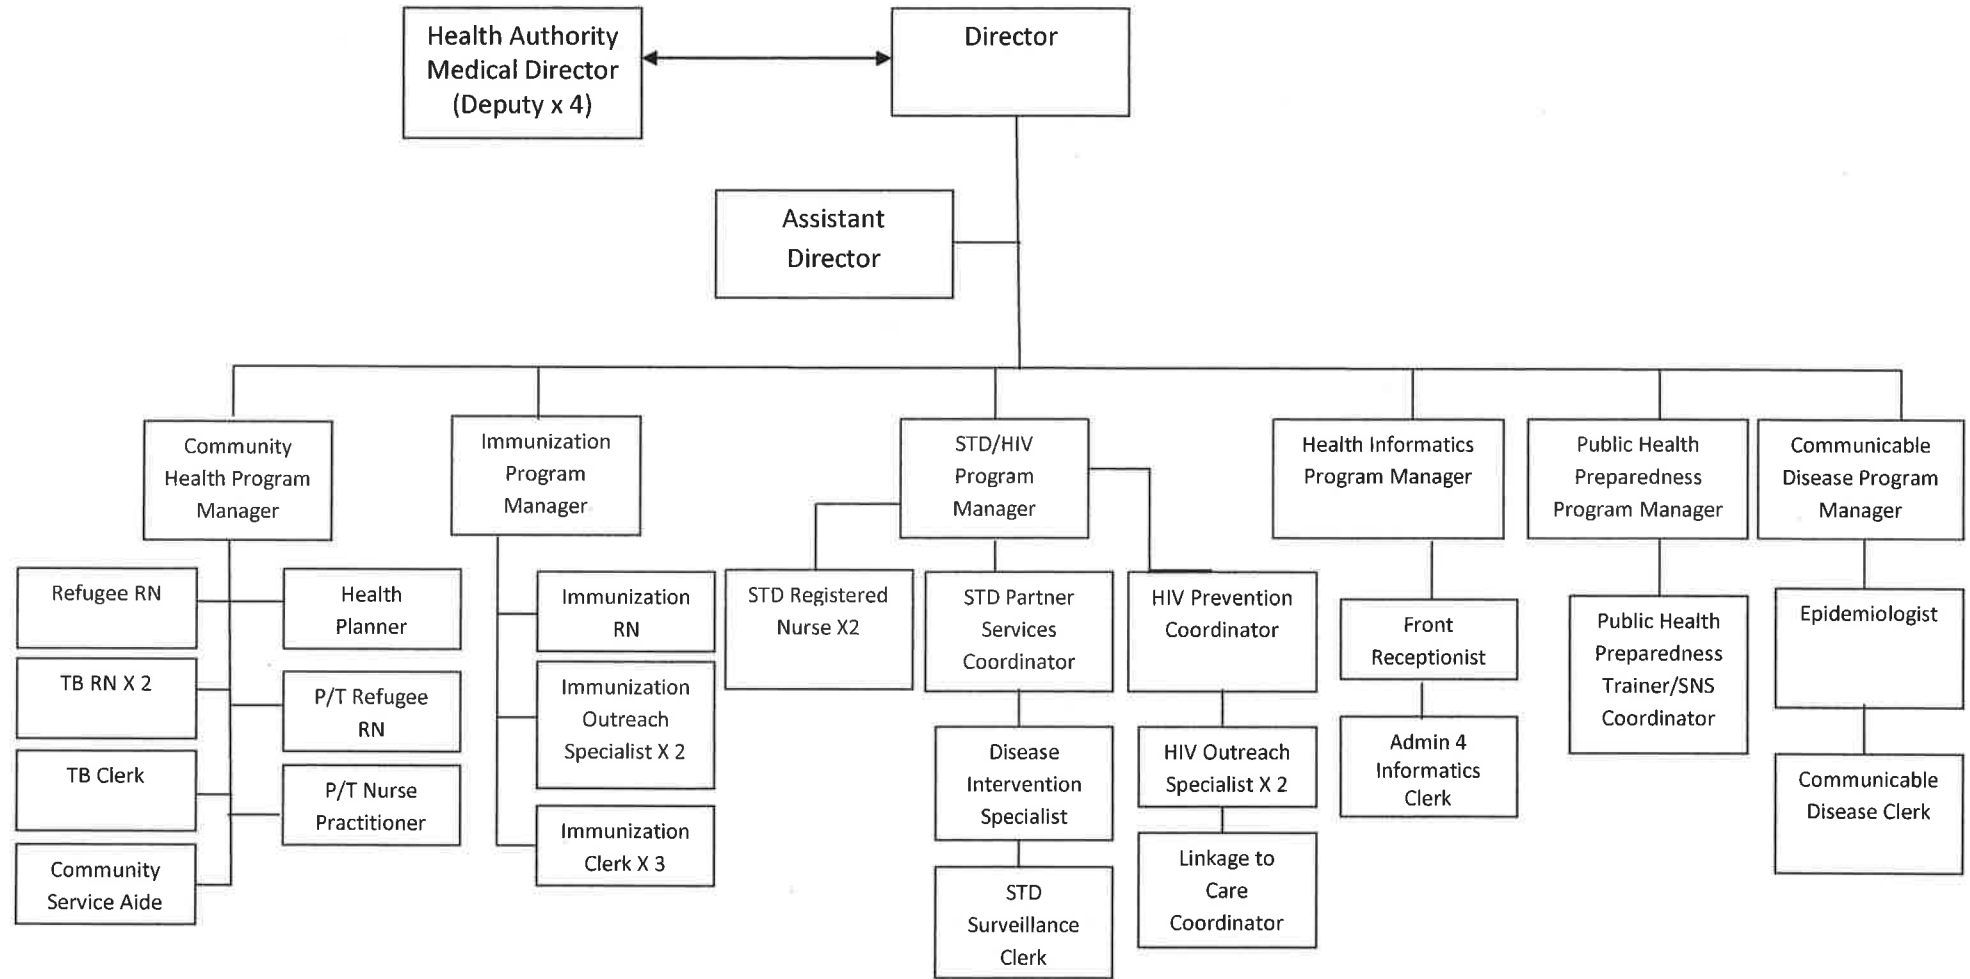 Health Authority
Medical Director
(Deputy x 4)
Director
Assistant
Director
Community
Health Program
Manager
Immunization
Program
Manager
STD/HIV
Program
Manager
Health Informatics
Program Manager
Public Health
Preparedness
Program Manager
Communicable
Disease Program
Manager
Refugee RN
Health
Planner
TB RN X 2
P/T Refugee
RN
TB Clerk
P/T Nurse
Practitioner
Community
Service Aide
Immunization
RN
Immunization
Outreach
Specialist X 2
Immunization
Clerk X 3
STD Registered
Nurse X2
STD Partner
Services
Coordinator
Disease
Intervention
Specialist
STD
Surveillance
Clerk
HIV Prevention
Coordinator
HIV Outreach
Specialist X 2
Linkage to
Care
Coordinator
Front
Receptionist
Admin 4
Informatics
Clerk
Public Health
Preparedness
Trainer/SNS
Coordinator
Epidemiologist
Communicable
Disease Clerk